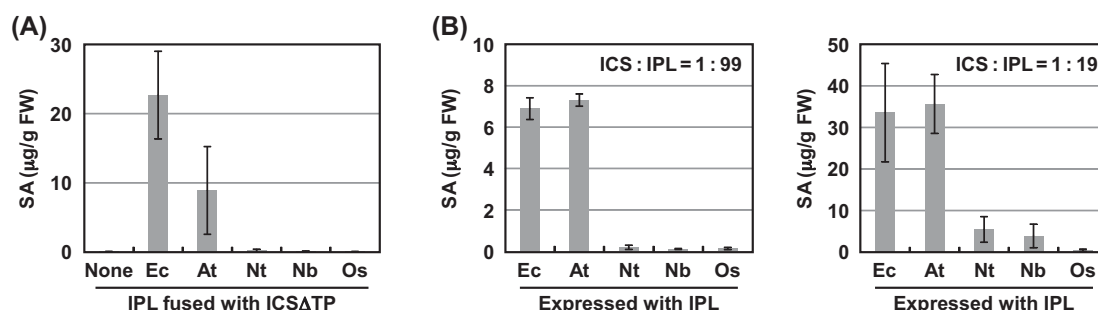 (A)
30
20
10
0
SA (μg/g FW)
None Ec At Nt Nb Os
IPL fused with ICSΔTP
(B)
10
8
6
4
2
0
SA (μg/g FW)
ICS : IPL = 1 : 99
Ec At Nt Nb Os
Expressed with IPL
50
40
30
20
10
0
SA (μg/g FW)
ICS : IPL = 1 : 19
Ec At Nt Nb Os
Expressed with IPL